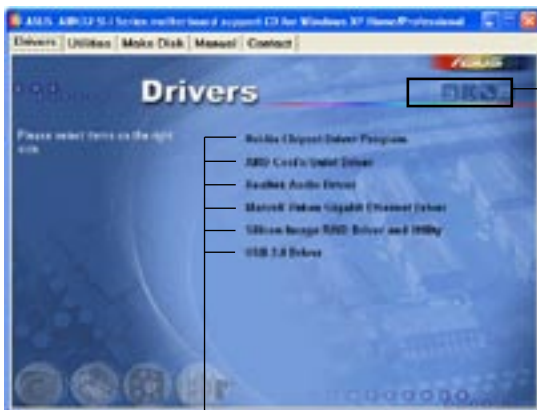 ASUS A8N32-SLI Series motherboard support CD for Windows XP Home/Professional
Drivers Utilities Make Disk Manual Contact
ASUS
Drivers
Please select items on the right side.
Nvidia Chipset Driver Program
AMD Cool'n'Quiet Driver
Realtek Audio Driver
Marvell Yukon Gigabit Ethernet Driver
Silicon Image RAID Driver and Utility
USB 2.0 Driver